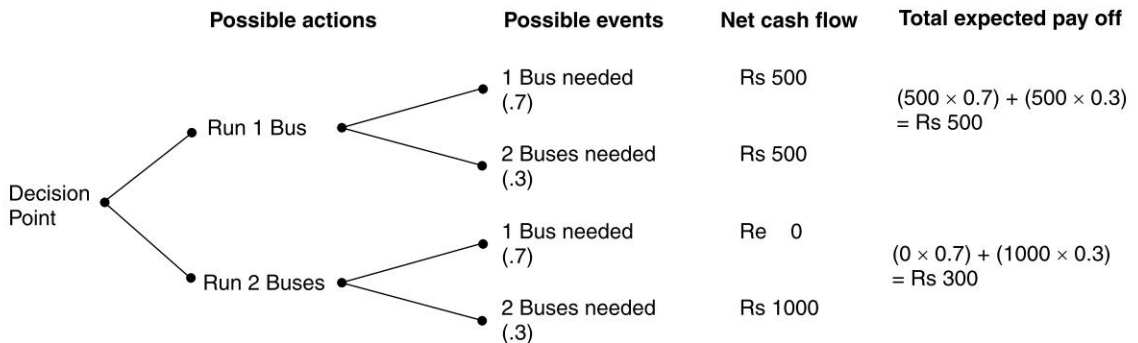 Possible actions Possible events Net cash flow Total expected pay off
1 Bus needed Rs 500
(.7)
(500 × 0.7) + (500 × 0.3)
= Rs 500
Run 1 Bus
2 Buses needed Rs 500
(.3)
Decision
Point
1 Bus needed Re 0
(.7)
(0 × 0.7) + (1000 × 0.3)
= Rs 300
Run 2 Buses
2 Buses needed Rs 1000
(.3)